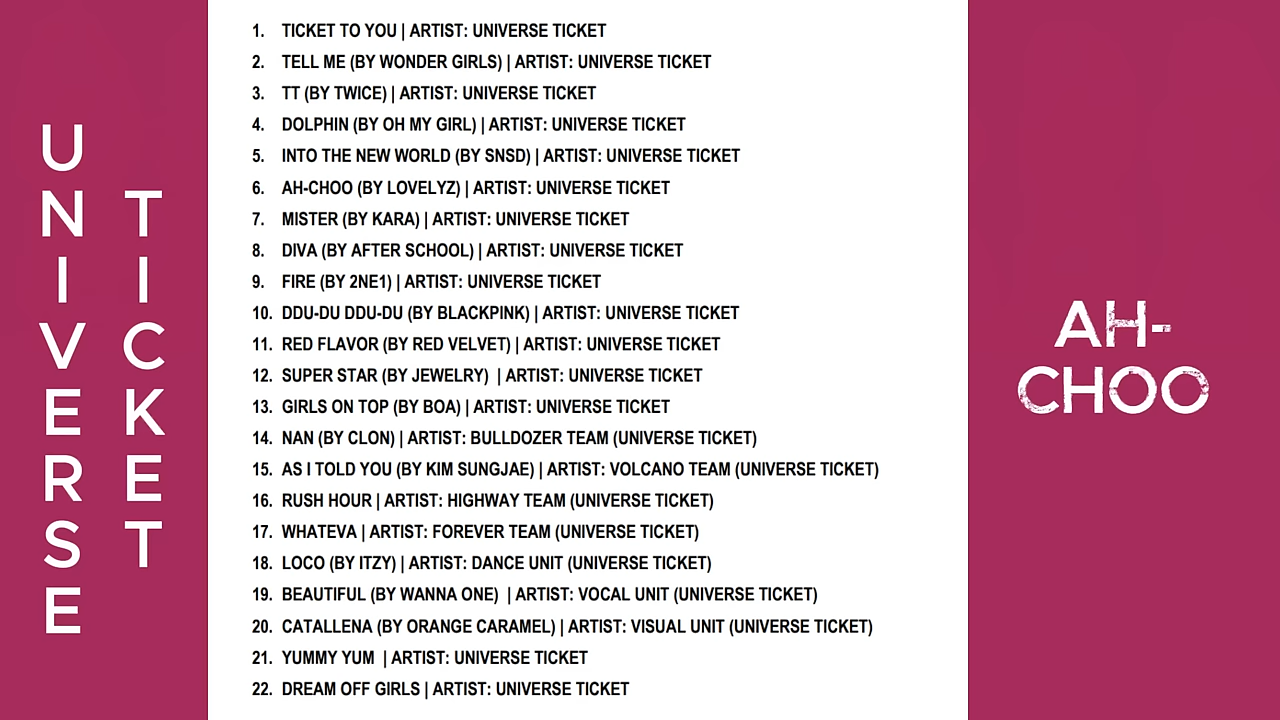 UNIVERSE
TICKET
1. TICKET TO YOU | ARTIST: UNIVERSE TICKET
2. TELL ME (BY WONDER GIRLS) | ARTIST: UNIVERSE TICKET
3. TT (BY TWICE) | ARTIST: UNIVERSE TICKET
4. DOLPHIN (BY OH MY GIRL) | ARTIST: UNIVERSE TICKET
5. INTO THE NEW WORLD (BY SNSD) | ARTIST: UNIVERSE TICKET
6. AH-CHOO (BY LOVELYZ) | ARTIST: UNIVERSE TICKET
7. MISTER (BY KARA) | ARTIST: UNIVERSE TICKET
8. DIVA (BY AFTER SCHOOL) | ARTIST: UNIVERSE TICKET
9. FIRE (BY 2NE1) | ARTIST: UNIVERSE TICKET
10. DDU-DU DDU-DU (BY BLACKPINK) | ARTIST: UNIVERSE TICKET
11. RED FLAVOR (BY RED VELVET) | ARTIST: UNIVERSE TICKET
12. SUPER STAR (BY JEWELRY) | ARTIST: UNIVERSE TICKET
13. GIRLS ON TOP (BY BOA) | ARTIST: UNIVERSE TICKET
14. NAN (BY CLON) | ARTIST: BULLDOZER TEAM (UNIVERSE TICKET)
15. AS I TOLD YOU (BY KIM SUNGJAE) | ARTIST: VOLCANO TEAM (UNIVERSE TICKET)
16. RUSH HOUR | ARTIST: HIGHWAY TEAM (UNIVERSE TICKET)
17. WHATEVA | ARTIST: FOREVER TEAM (UNIVERSE TICKET)
18. LOCO (BY ITZY) | ARTIST: DANCE UNIT (UNIVERSE TICKET)
19. BEAUTIFUL (BY WANNA ONE) | ARTIST: VOCAL UNIT (UNIVERSE TICKET)
20. CATALLENA (BY ORANGE CARAMEL) | ARTIST: VISUAL UNIT (UNIVERSE TICKET)
21. YUMMY YUM | ARTIST: UNIVERSE TICKET
22. DREAM OFF GIRLS | ARTIST: UNIVERSE TICKET
AH-
CHOO